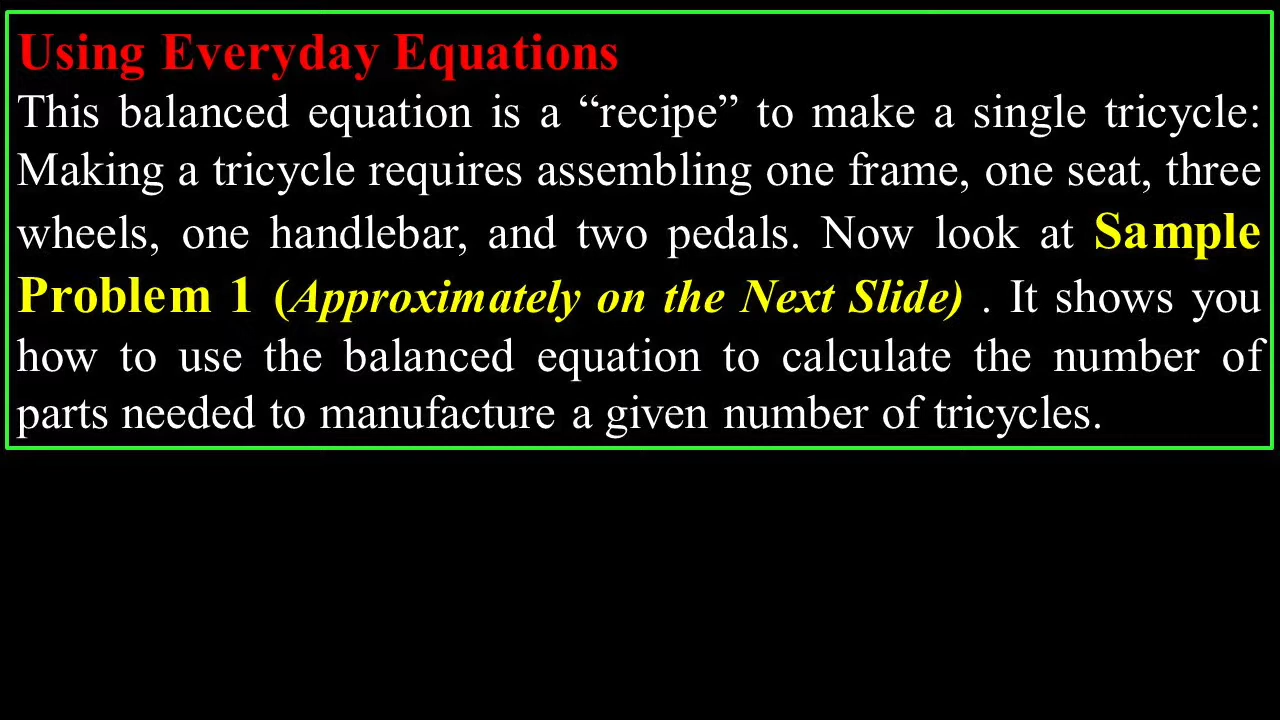 Using Everyday Equations
This balanced equation is a “recipe” to make a single tricycle:
Making a tricycle requires assembling one frame, one seat, three
wheels, one handlebar, and two pedals. Now look at Sample
Problem 1 (Approximately on the Next Slide) . It shows you
how to use the balanced equation to calculate the number of
parts needed to manufacture a given number of tricycles.